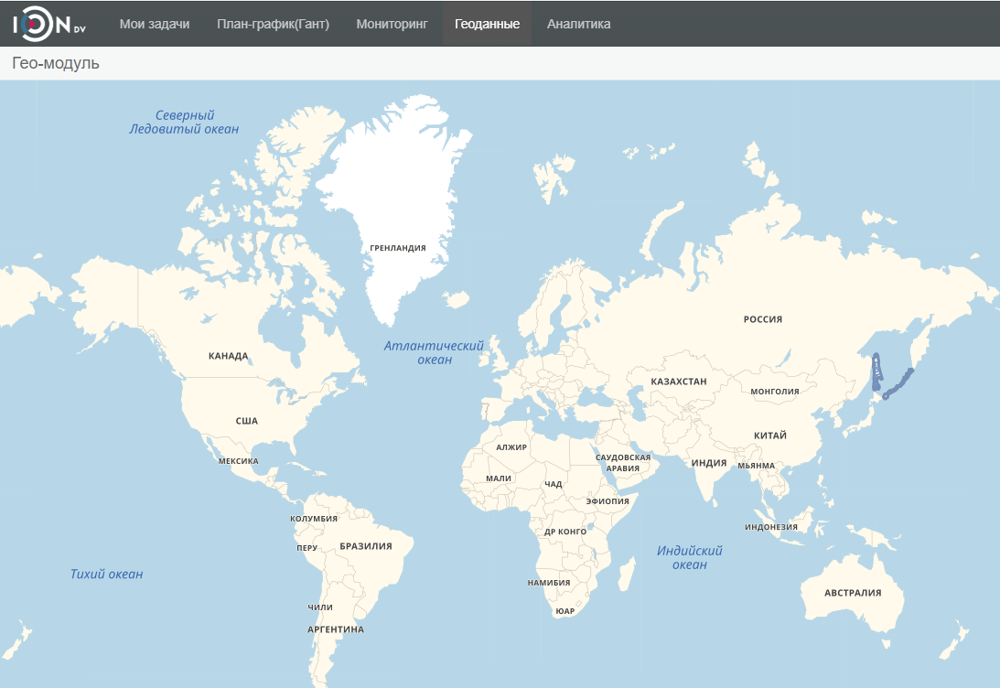 ION DV
Мои задачи
План-график(Гант)
Мониторинг
Геоданные
Аналитика
Гео-модуль
Северный
Ледовитый океан
ГРЕНЛАНДИЯ
РОССИЯ
Атлантический
океан
КАНАДА
КАЗАХСТАН
МОНГОЛИЯ
США
КИТАЙ
МЕКСИКА
АЛЖИР
САУДОВСКАЯ
АРАВИЯ
ИНДИЯ
МЬЯНМА
МАЛИ
ЧАД
ЭФИОПИЯ
КОЛУМБИЯ
ДР КОНГО
ИНДОНЕЗИЯ
ПЕРУ
БРАЗИЛИЯ
Индийский
океан
Тихий океан
НАМИБИЯ
АВСТРАЛИЯ
ЧИЛИ
ЮАР
АРГЕНТИНА